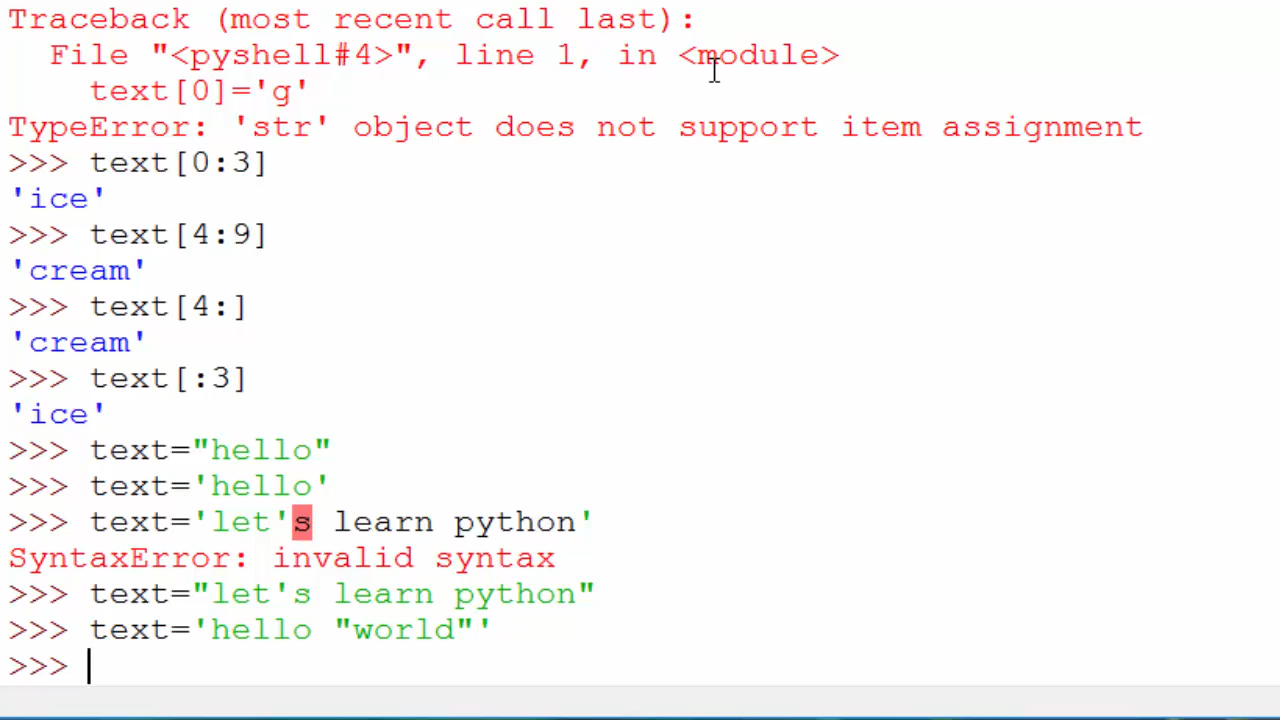 Traceback (most recent call last):
  File "<pyshell#4>", line 1, in <module>
    text[0]='g'
TypeError: 'str' object does not support item assignment
>>> text[0:3]
'ice'
>>> text[4:9]
'cream'
>>> text[4:]
'cream'
>>> text[:3]
'ice'
>>> text="hello"
>>> text='hello'
>>> text='let's learn python'
SyntaxError: invalid syntax
>>> text="let's learn python"
>>> text='hello "world"'
>>>